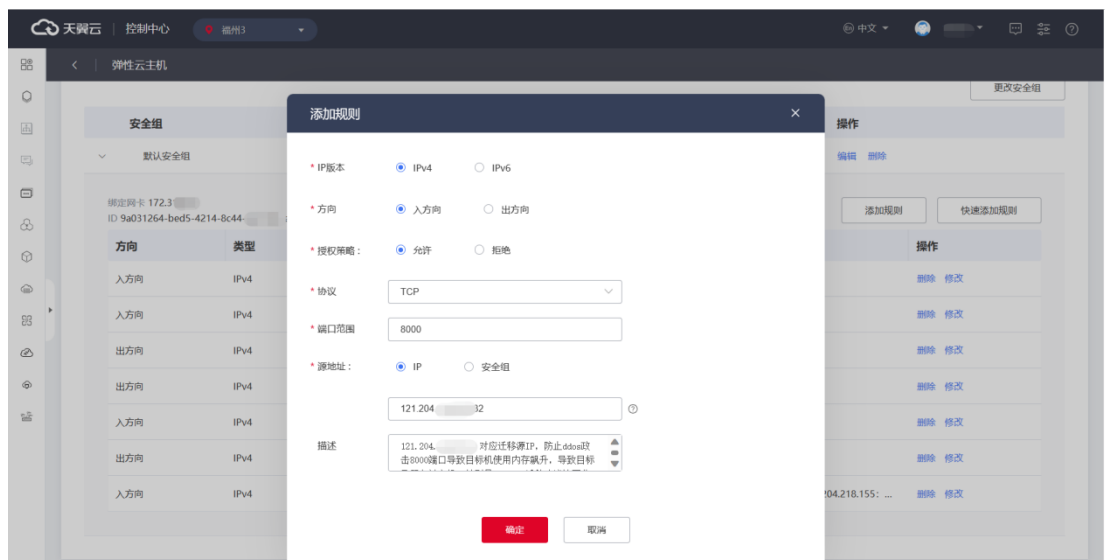 天翼云 控制中心 福州3 中文
弹性云主机
更改安全组
安全组 操作
默认安全组 编辑 删除
绑定网卡 172.3
ID 9a031264-bed5-4214-8c44-
添加规则 快速添加规则
方向 类型 操作
入方向 IPv4 删除 修改
入方向 IPv4 删除 修改
出方向 IPv4 删除 修改
出方向 IPv4 删除 修改
入方向 IPv4 删除 修改
出方向 IPv4 删除 修改
入方向 IPv4 04.218.155: ... 删除 修改
添加规则
* IP版本 IPv4 IPv6
* 方向 入方向 出方向
* 授权策略: 允许 拒绝
* 协议 TCP
* 端口范围 8000
* 源地址: IP 安全组
121.204 32
描述 121.204. 对应迁移源IP,防止ddos攻
击8000端口导致目标机使用内存飙升,导致目标
确定 取消